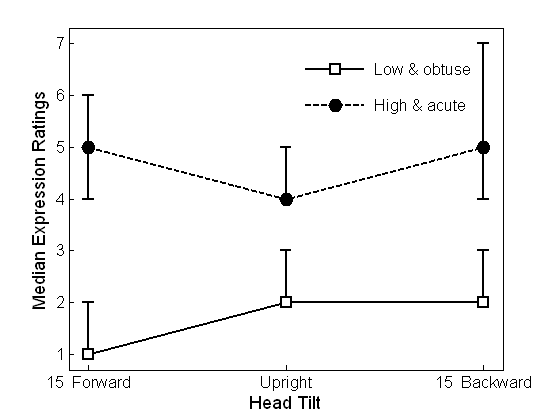 7
Low & obtuse
6
High & acute
5
4
3
2
1
Median Expression Ratings
15 Forward
Upright
15 Backward
Head Tilt